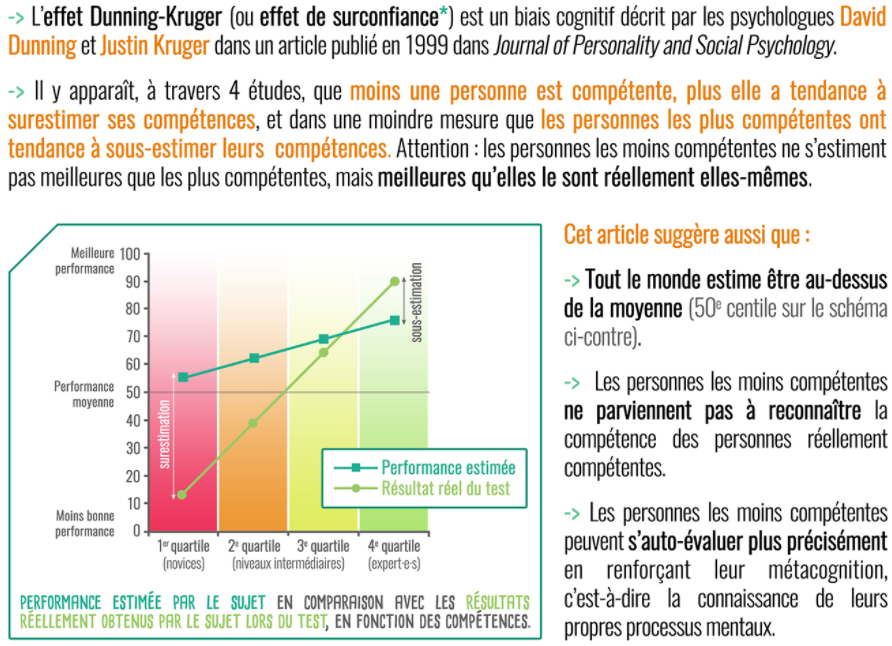 -> L'effet Dunning-Kruger (ou effet de surconfiance*) est un biais cognitif décrit par les psychologues David
Dunning et Justin Kruger dans un article publié en 1999 dans Journal of Personality and Social Psychology.
-> Il y apparaît, à travers 4 études, que moins une personne est compétente, plus elle a tendance à
surestimer ses compétences, et dans une moindre mesure que les personnes les plus compétentes ont
tendance à sous-estimer leurs compétences. Attention : les personnes les moins compétentes ne s'estiment
pas meilleures que les plus compétentes, mais meilleures qu'elles le sont réellement elles-mêmes.
Meilleure
performance
100
90
80
70
60
Performance
moyenne
50
40
30
20
10
Moins bonne
performance
0
surestimation
sous-estimation
Performance estimée
Résultat réel du test
1er quartile
(novices)
2e quartile
3e quartile
(niveaux intermédiaires)
4e quartile
(expert·e·s)
PERFORMANCE ESTIMÉE PAR LE SUJET EN COMPARAISON AVEC LES RÉSULTATS
RÉELLEMENT OBTENUS PAR LE SUJET LORS DU TEST, EN FONCTION DES COMPÉTENCES.
Cet article suggère aussi que :
-> Tout le monde estime être au-dessus
de la moyenne (50e centile sur le schéma
ci-contre).
-> Les personnes les moins compétentes
ne parviennent pas à reconnaître la
compétence des personnes réellement
compétentes.
-> Les personnes les moins compétentes
peuvent s'auto-évaluer plus précisément
en renforçant leur métacognition,
c'est-à-dire la connaissance de leurs
propres processus mentaux.